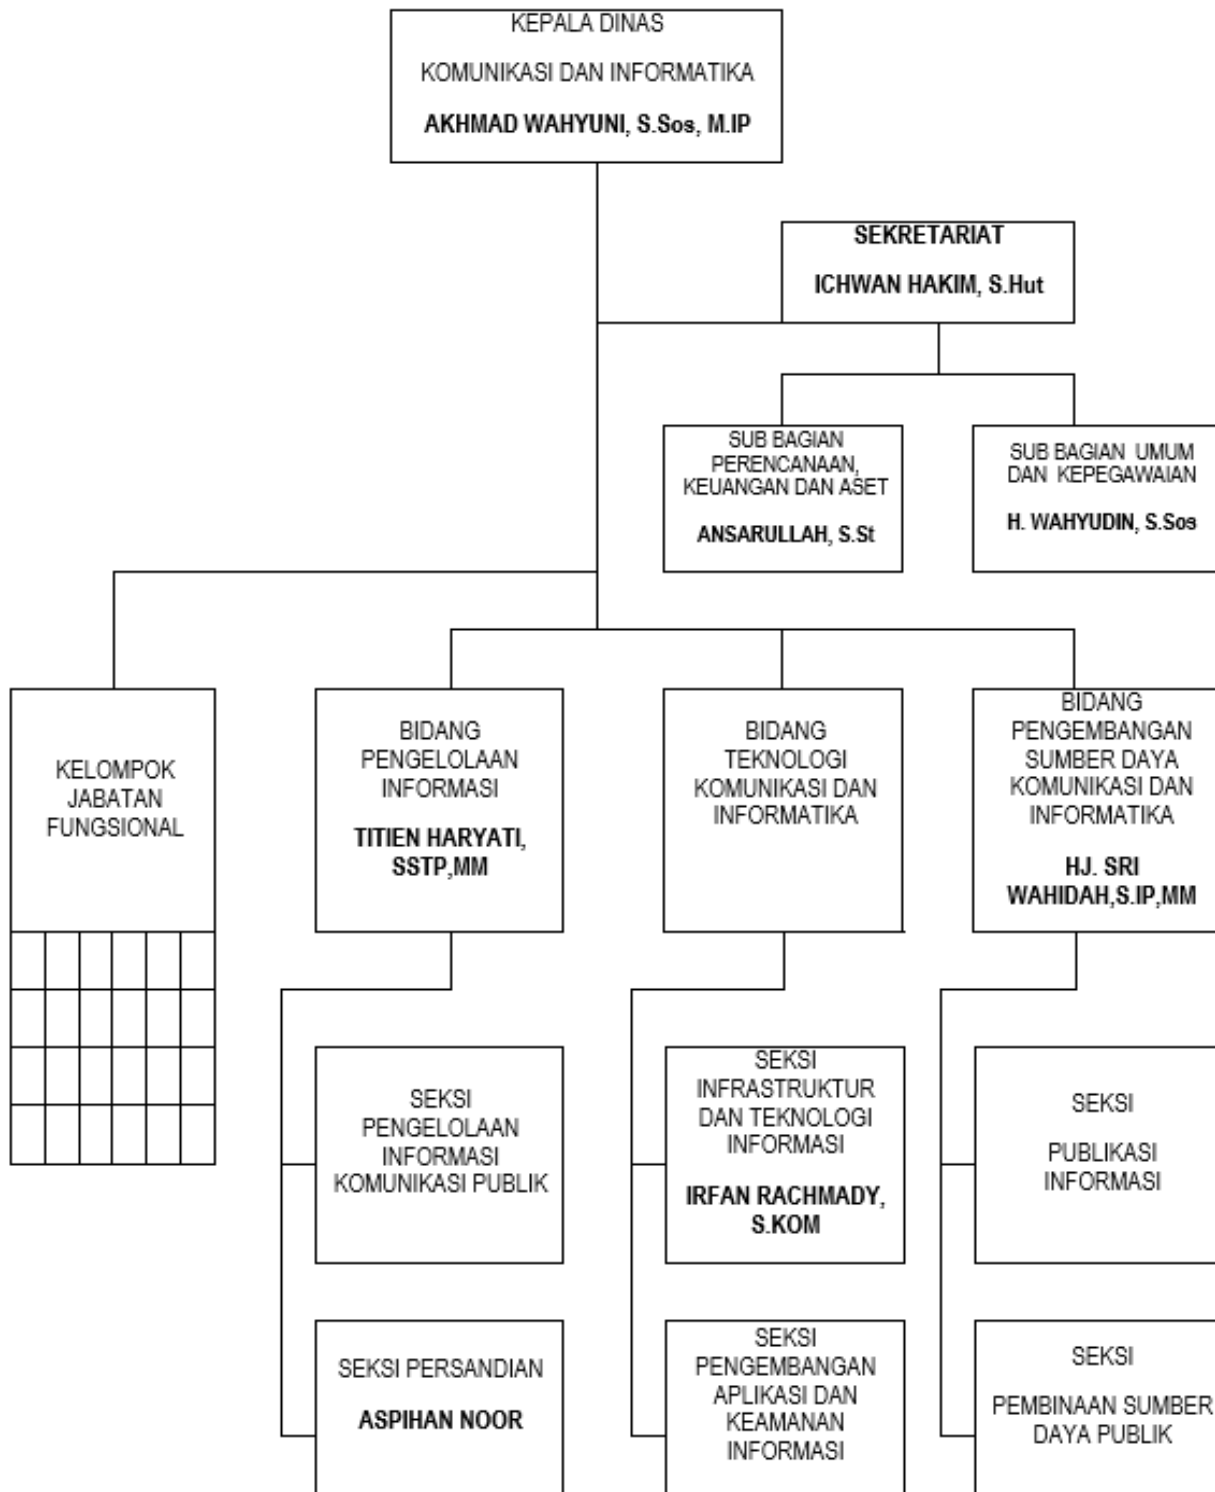 KEPALA DINAS
KOMUNIKASI DAN INFORMATIKA
AKHMAD WAHYUNI, S.Sos, M.IP
SEKRETARIAT
ICHWAN HAKIM, S.Hut
SUB BAGIAN
PERENCANAAN,
KEUANGAN DAN ASET
ANSARULLAH, S.St
SUB BAGIAN UMUM
DAN KEPEGAWAIAN
H. WAHYUDIN, S.Sos
KELOMPOK
JABATAN
FUNGSIONAL
BIDANG
PENGELOLAAN
INFORMASI
TITIEN HARYATI,
SSTP,MM
BIDANG
TEKNOLOGI
KOMUNIKASI DAN
INFORMATIKA
BIDANG
PENGEMBANGAN
SUMBER DAYA
KOMUNIKASI DAN
INFORMATIKA
HJ. SRI
WAHIDAH,S.IP,MM
SEKSI
PENGELOLAAN
INFORMASI
KOMUNIKASI PUBLIK
SEKSI
INFRASTRUKTUR
DAN TEKNOLOGI
INFORMASI
IRFAN RACHMADY,
S.KOM
SEKSI
PUBLIKASI
INFORMASI
SEKSI PERSANDIAN
ASPIHAN NOOR
SEKSI
PENGEMBANGAN
APLIKASI DAN
KEAMANAN
INFORMASI
SEKSI
PEMBINAAN SUMBER
DAYA PUBLIK